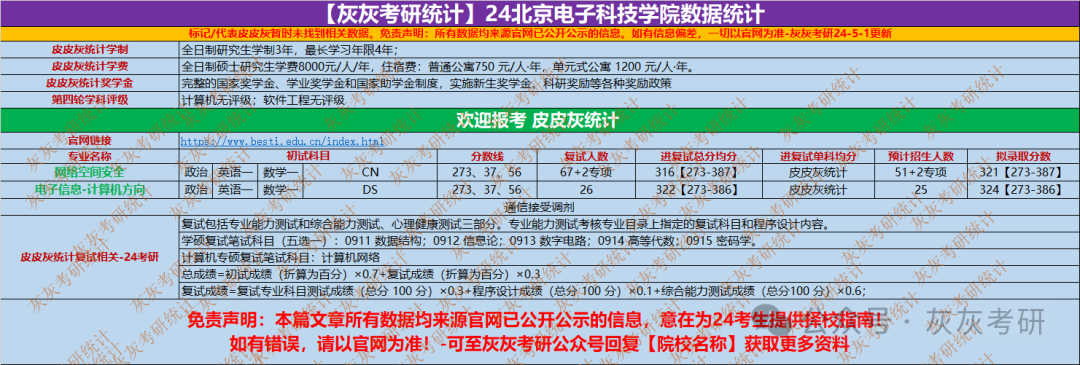 【灰灰考研统计】24北京电子科技学院数据统计
标记/代表皮皮灰暂时未找到相关数据。免责声明：所有数据均来源官网已公开公示的信息。如有信息偏差，一切以官网为准-灰灰考研24-5-1更新
皮皮灰统计学制 全日制研究生学制3年，最长学习年限4年；
皮皮灰统计学费 全日制硕士研究生学费8000元/人/年，住宿费：普通公寓750 元/人·年，单元式公寓 1200 元/人·年。
皮皮灰统计奖学金 完整的国家奖学金、学业奖学金和国家助学金制度，实施新生奖学金、科研奖励等各种奖励政策
第四轮学科评级 计算机无评级；软件工程无评级
欢迎报考 皮皮灰统计
官网链接 https://www.besti.edu.cn/index.html
专业名称 初试科目 分数线 复试人数 进复试总分均分 进复试单科均分 预计招生人数 拟录取分数
网络空间安全 政治 英语一 数学一 CN 273、37、56 67+2专项 316【273-387】 皮皮灰统计 51+2专项 321【273-387】
电子信息-计算机方向 政治 英语一 数学一 DS 273、37、56 26 322【273-386】 皮皮灰统计 25 324【273-386】
通信接受调剂
皮皮灰统计复试相关-24考研
复试包括专业能力测试和综合能力测试、心理健康测试三部分。专业能力测试考核专业目录上指定的复试科目和程序设计内容。
学硕复试笔试科目（五选一）：0911 数据结构；0912 信息论；0913 数字电路；0914 高等代数；0915 密码学。
计算机专硕复试笔试科目：计算机网络
总成绩=初试成绩（折算为百分）×0.7+复试成绩（折算为百分）×0.3
复试成绩=复试专业科目测试成绩（总分 100 分）×0.3+程序设计成绩（总分 100 分）×0.1+综合能力测试成绩（总分100 分）×0.6；
免责声明：本篇文章所有数据均来源官网已公开公示的信息，意在为24考生提供择校指南！
如有错误，请以官网为准！-可至灰灰考研公众号回复【院校名称】获取更多资料
公众号 · 灰灰考研
灰灰考研统计